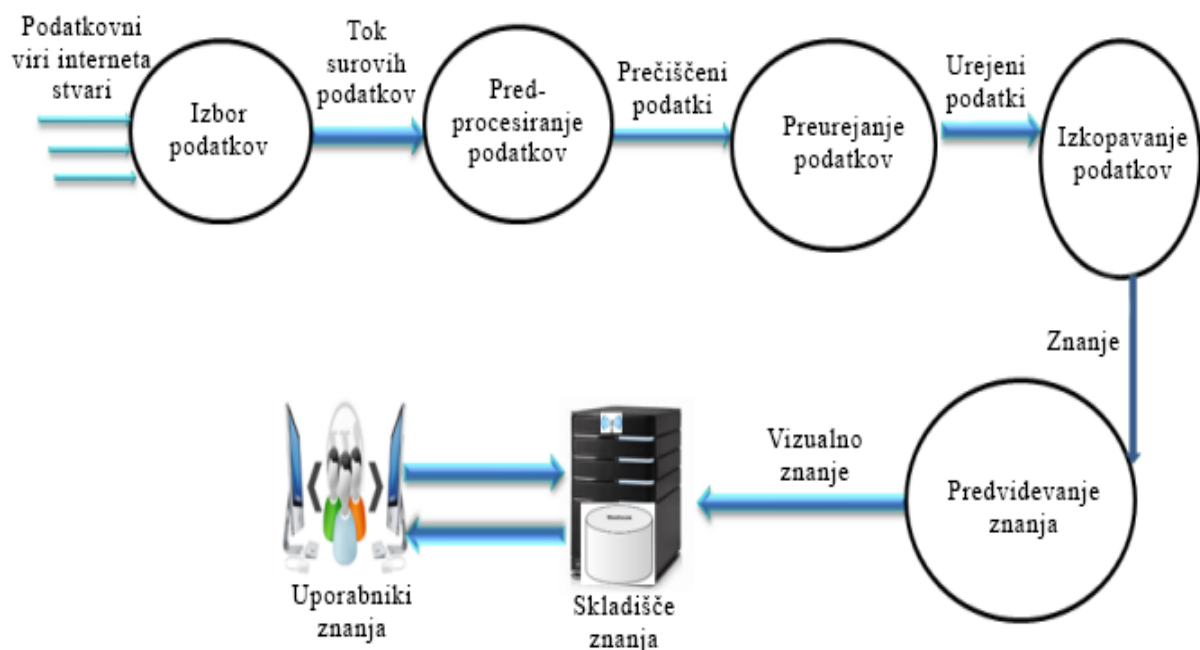 Podatkovni
viri interneta
stvari
Izbor
podatkov
Tok
surovih
podatkov
Pred-
procesiranje
podatkov
Prečiščeni
podatki
Preurejanje
podatkov
Urejeni
podatki
Izkopavanje
podatkov
Znanje
Predvidevanje
znanja
Vizualno
znanje
Skladišče
znanja
Uporabniki
znanja